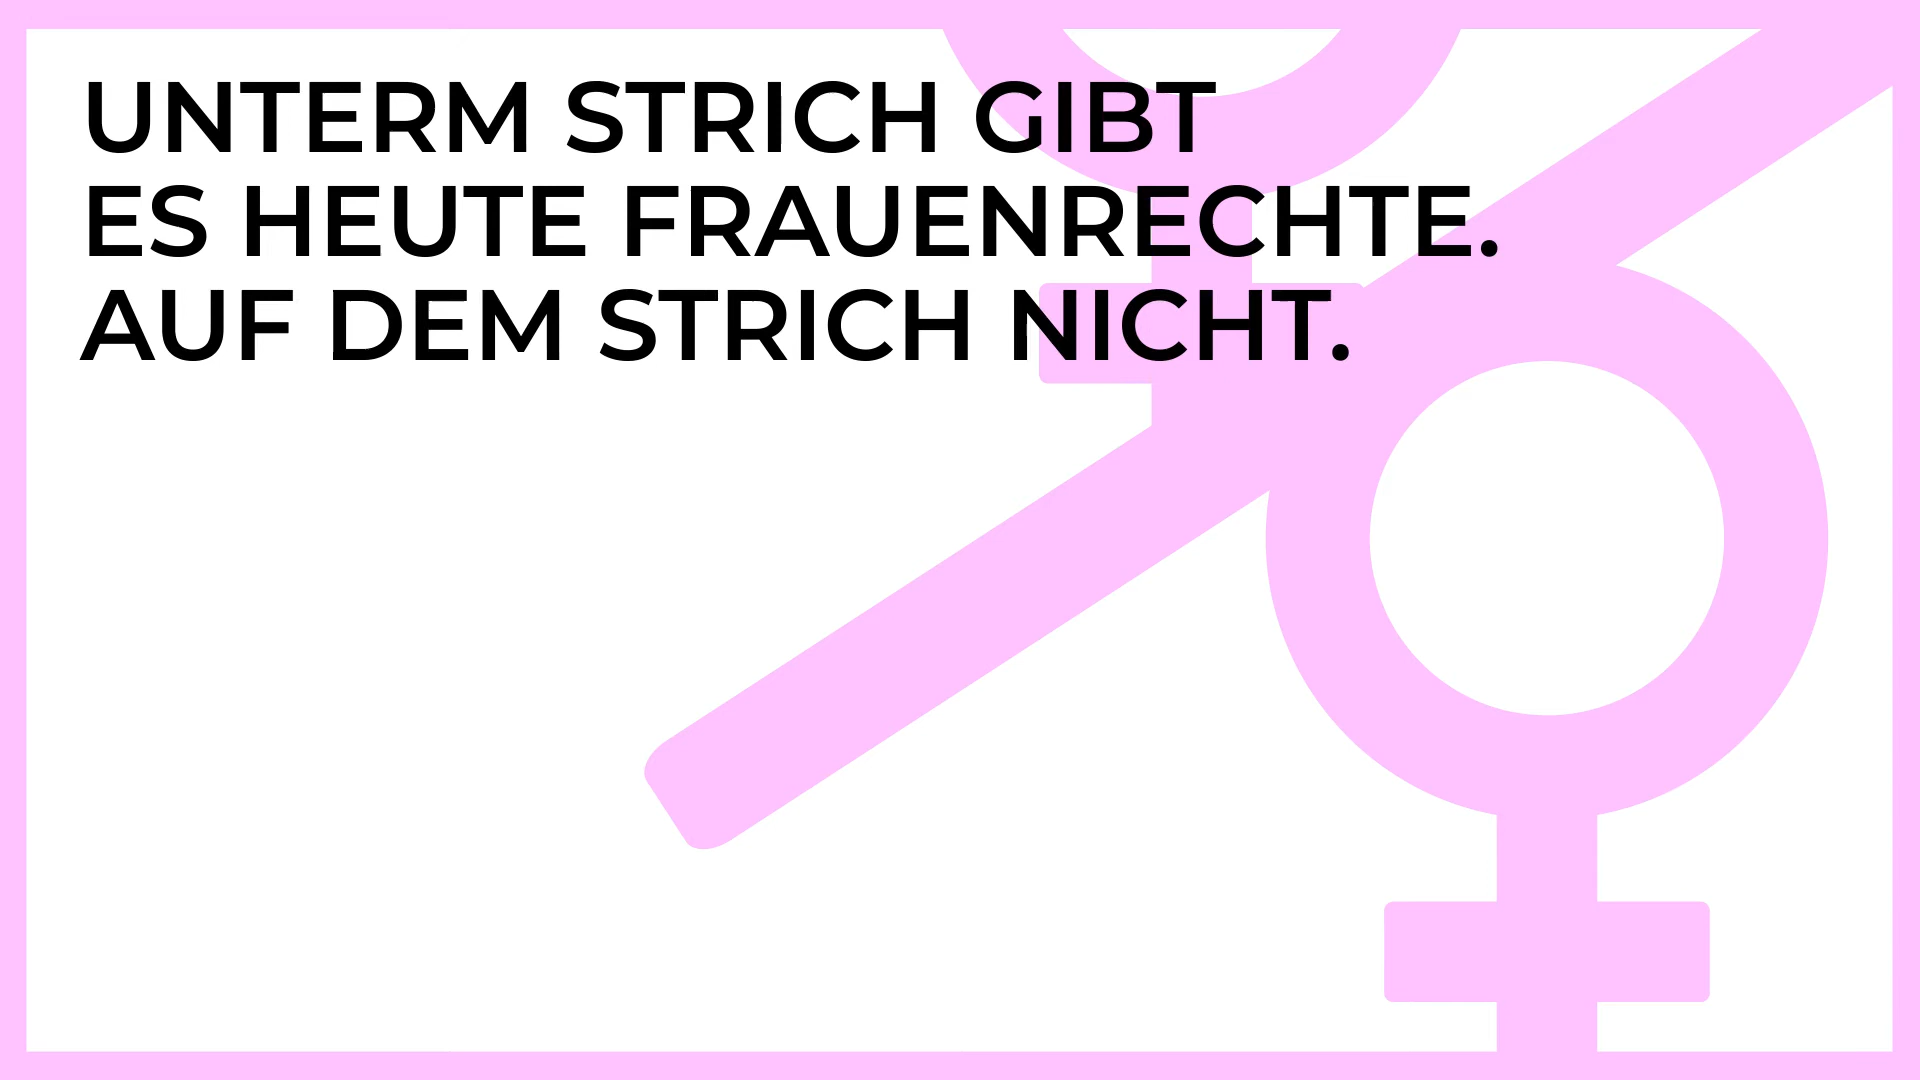 UNTERM STRICH GIBT
ES HEUTE FRAUENRECHTE.
AUF DEM STRICH NICHT.